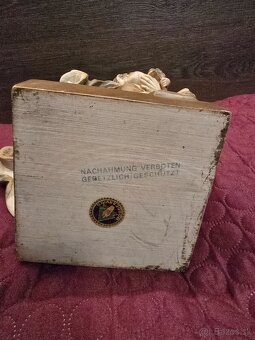 NACHAHMUNG VERBOTEN
GESETZLICH GESCHÜTZT